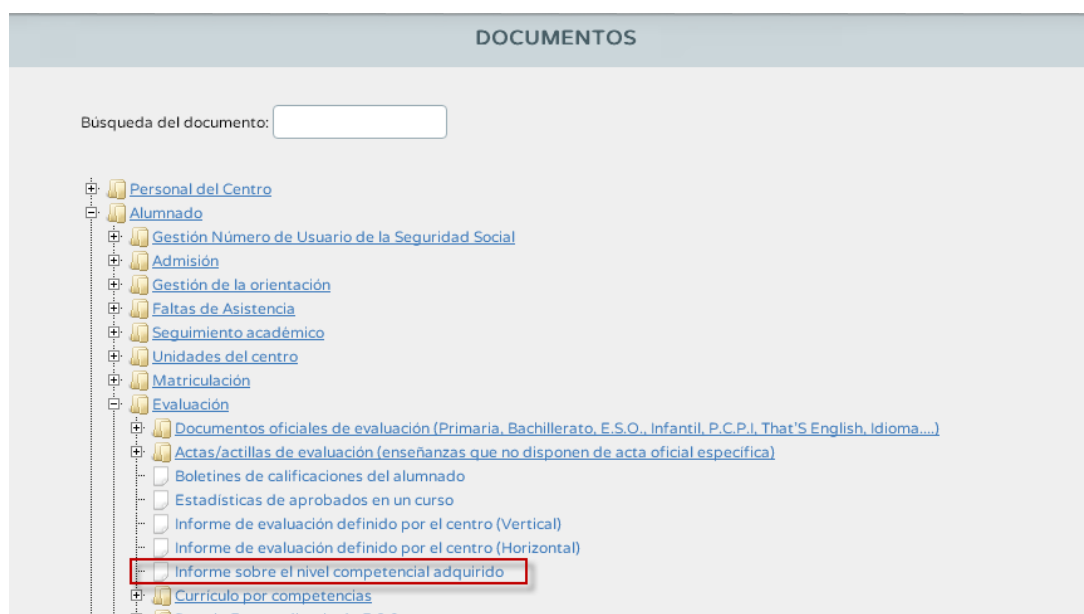 DOCUMENTOS
Búsqueda del documento:
Personal del Centro
Alumnado
Gestión Número de Usuario de la Seguridad Social
Admisión
Gestión de la orientación
Faltas de Asistencia
Seguimiento académico
Unidades del centro
Matriculación
Evaluación
Documentos oficiales de evaluación (Primaria, Bachillerato, E.S.O., Infantil, P.C.P.I, That'S English, Idioma....)
Actas/actillas de evaluación (enseñanzas que no disponen de acta oficial específica)
Boletines de calificaciones del alumnado
Estadísticas de aprobados en un curso
Informe de evaluación definido por el centro (Vertical)
Informe de evaluación definido por el centro (Horizontal)
Informe sobre el nivel competencial adquirido
Currículo por competencias